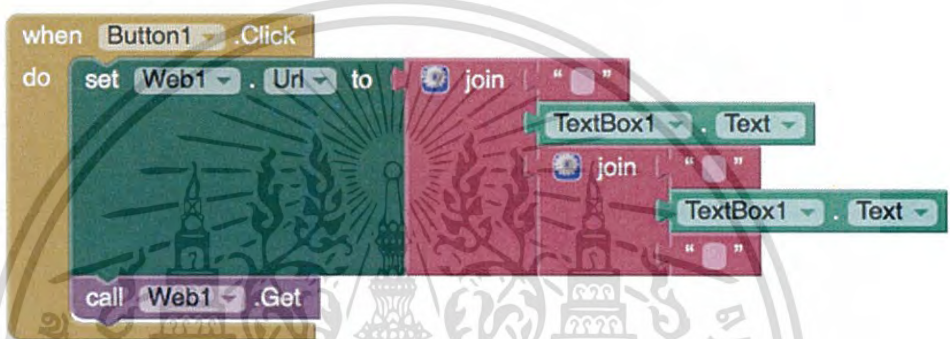 when Button1 .Click
do set Web1 . Url to join " "
TextBox1 . Text
join " "
TextBox1 . Text
" "
call Web1 .Get